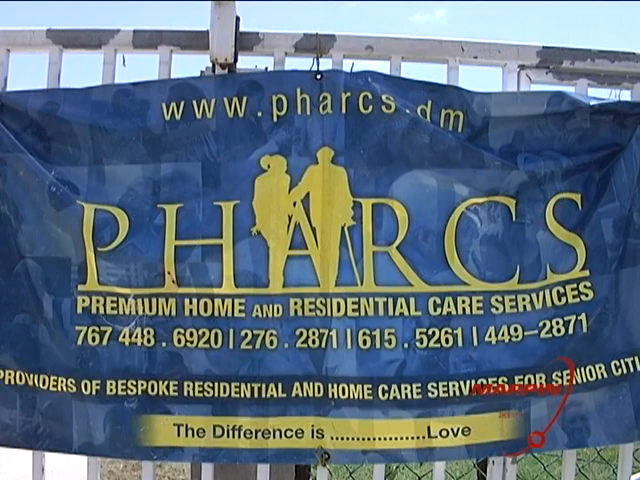 www.pharcs.dm
PHARCS
PREMIUM HOME AND RESIDENTIAL CARE SERVICES
767 448 . 6920 | 276 . 2871 | 615 . 5261 | 449-2871
PROVIDERS OF BESPOKE RESIDENTIAL AND HOME CARE SERVICES FOR SENIOR CITI
The Difference is ..................Love
MARPIN